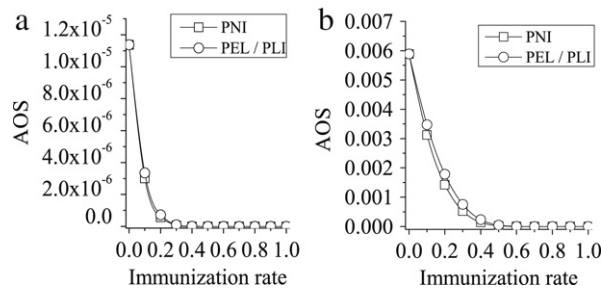 a
PNI
PEL / PLI
1.2x10⁻⁵
1.0x10⁻⁵
8.0x10⁻⁶
6.0x10⁻⁶
4.0x10⁻⁶
2.0x10⁻⁶
0.0
AOS
0.0 0.2 0.4 0.6 0.8 1.0
Immunization rate
b
PNI
PEL / PLI
0.007
0.006
0.005
0.004
0.003
0.002
0.001
0.000
AOS
0.0 0.2 0.4 0.6 0.8 1.0
Immunization rate